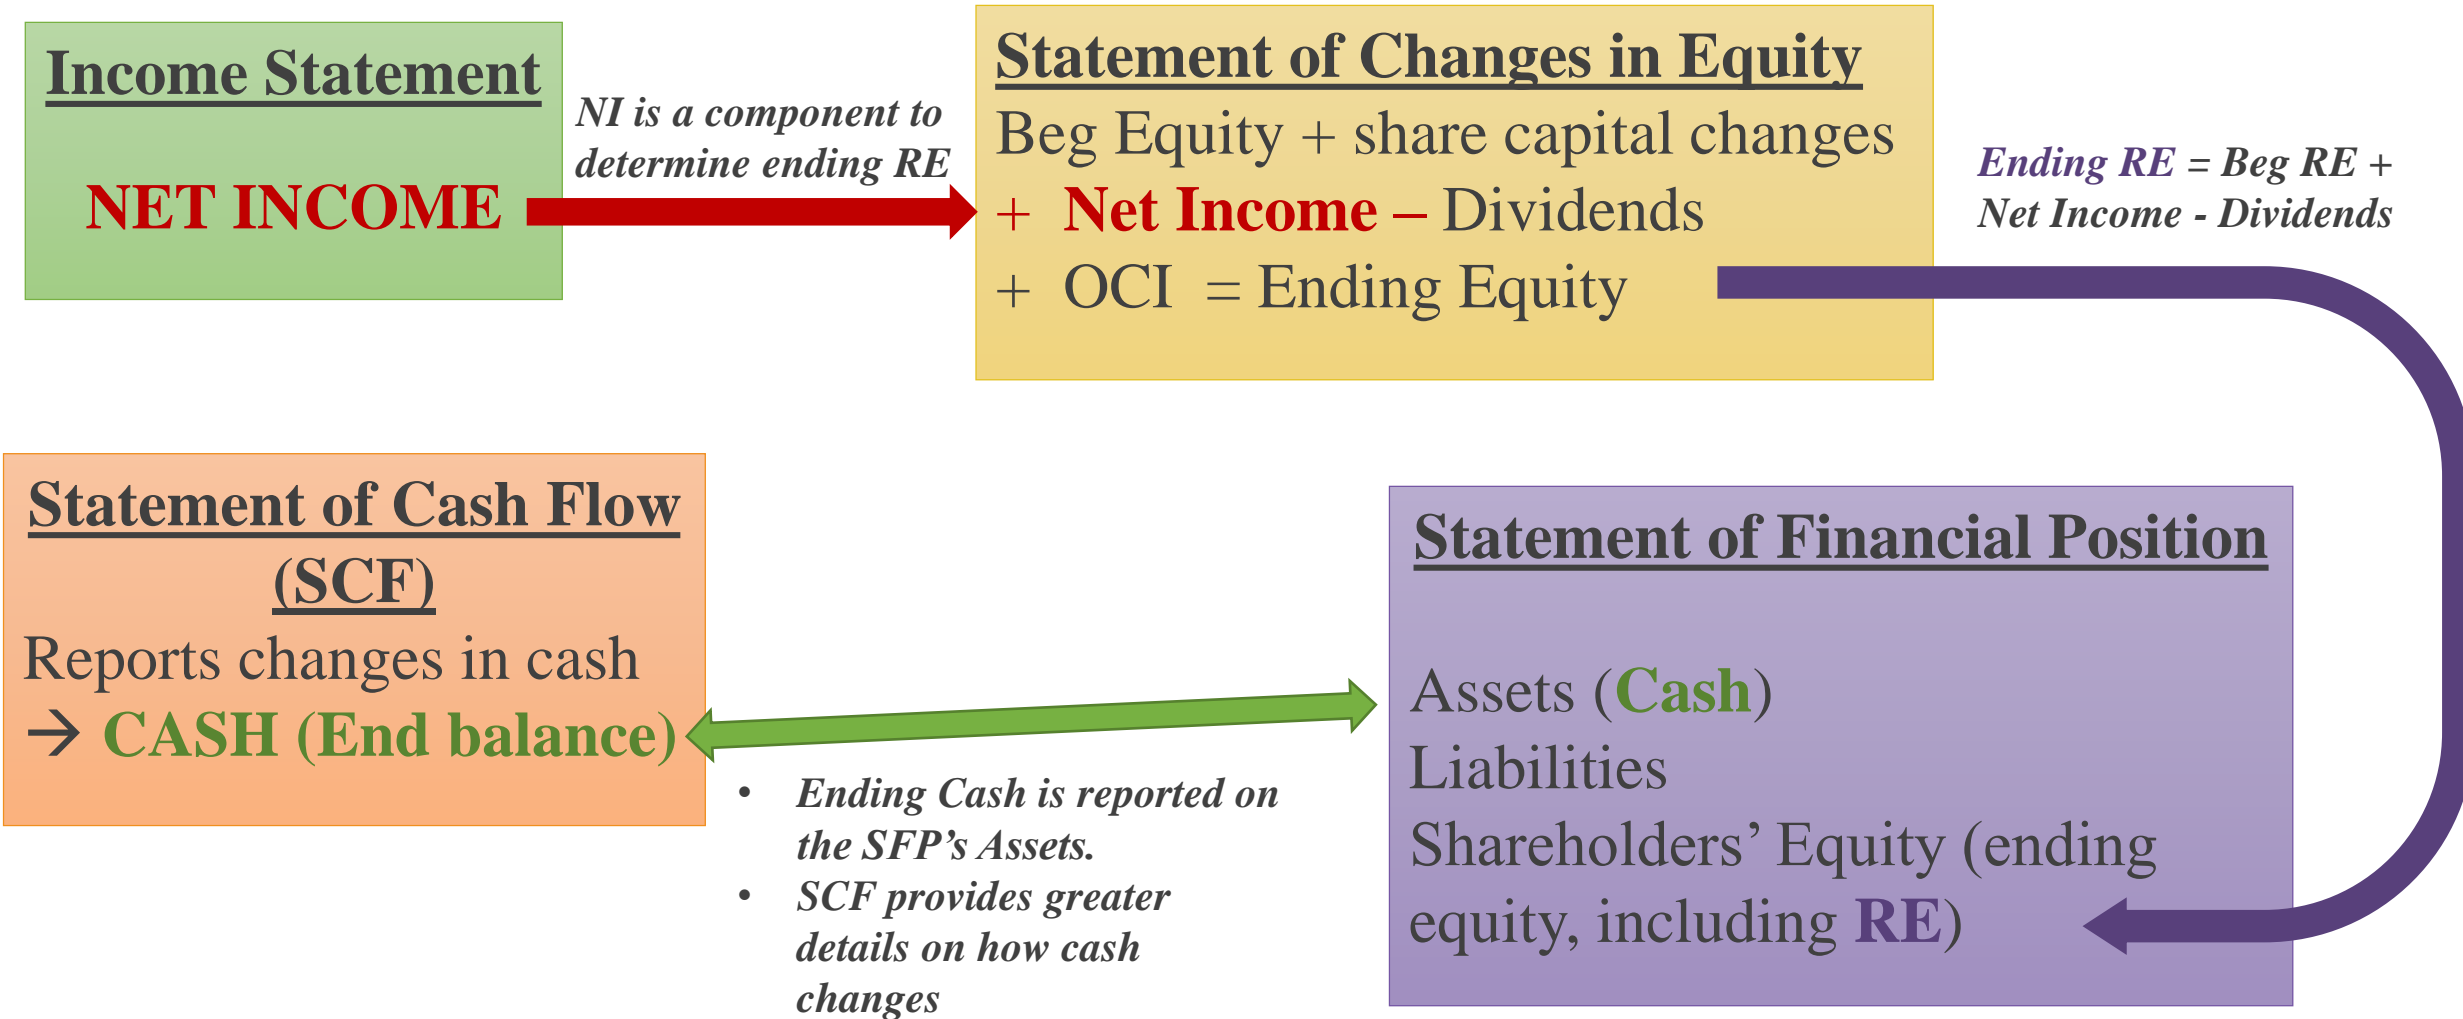 Income Statement
NET INCOME
NI is a component to
determine ending RE
Statement of Changes in Equity
Beg Equity + share capital changes
+ Net Income – Dividends
+ OCI = Ending Equity
Ending RE = Beg RE +
Net Income - Dividends
Statement of Cash Flow
(SCF)
Reports changes in cash
→ CASH (End balance)
• Ending Cash is reported on
the SFP’s Assets.
• SCF provides greater
details on how cash
changes
Statement of Financial Position
Assets (Cash)
Liabilities
Shareholders’ Equity (ending
equity, including RE)